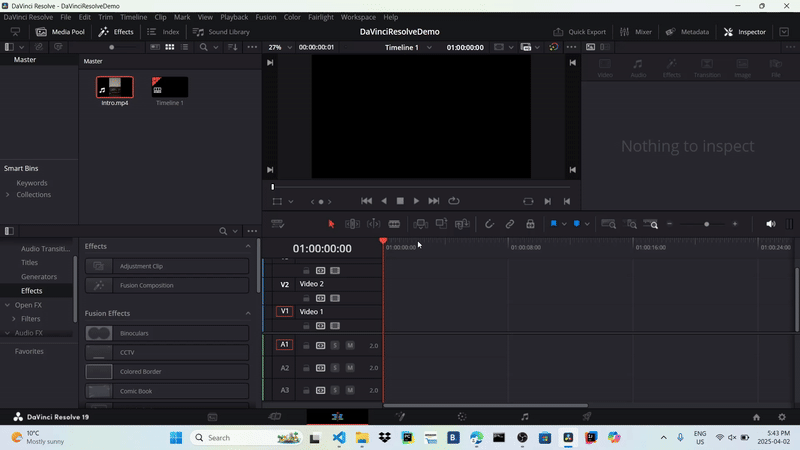 DaVinci Resolve - DaVinciResolveDemo
DaVinci Resolve File Edit Trim Timeline Clip Mark View Playback Fusion Color Fairlight Workspace Help
Media Pool Effects Index Sound Library DaVinciResolveDemo Quick Export Mixer Metadata Inspector
27% 00:00:00:01 Timeline 1 01:00:00:00
Master
Master
Intro.mp4 Timeline 1
Video Audio Effects Transition Image File
Nothing to inspect
Smart Bins
Keywords
Collections
Audio Transiti...
Titles
Generators
Effects
Open FX
Filters
Audio FX
Favorites
Effects
Adjustment Clip
Fusion Composition
Fusion Effects
Binoculars
CCTV
Colored Border
Comic Book
01:00:00:00
01:00:00:00 01:00:08:00 01:00:16:00 01:00:24:00
V2 Video 2
V1 Video 1
A1 S M 2.0
A2 S M 2.0
A3 S M 2.0
DaVinci Resolve 19
10°C
Mostly sunny
Search
ENG
US
5:43 PM
2025-04-02